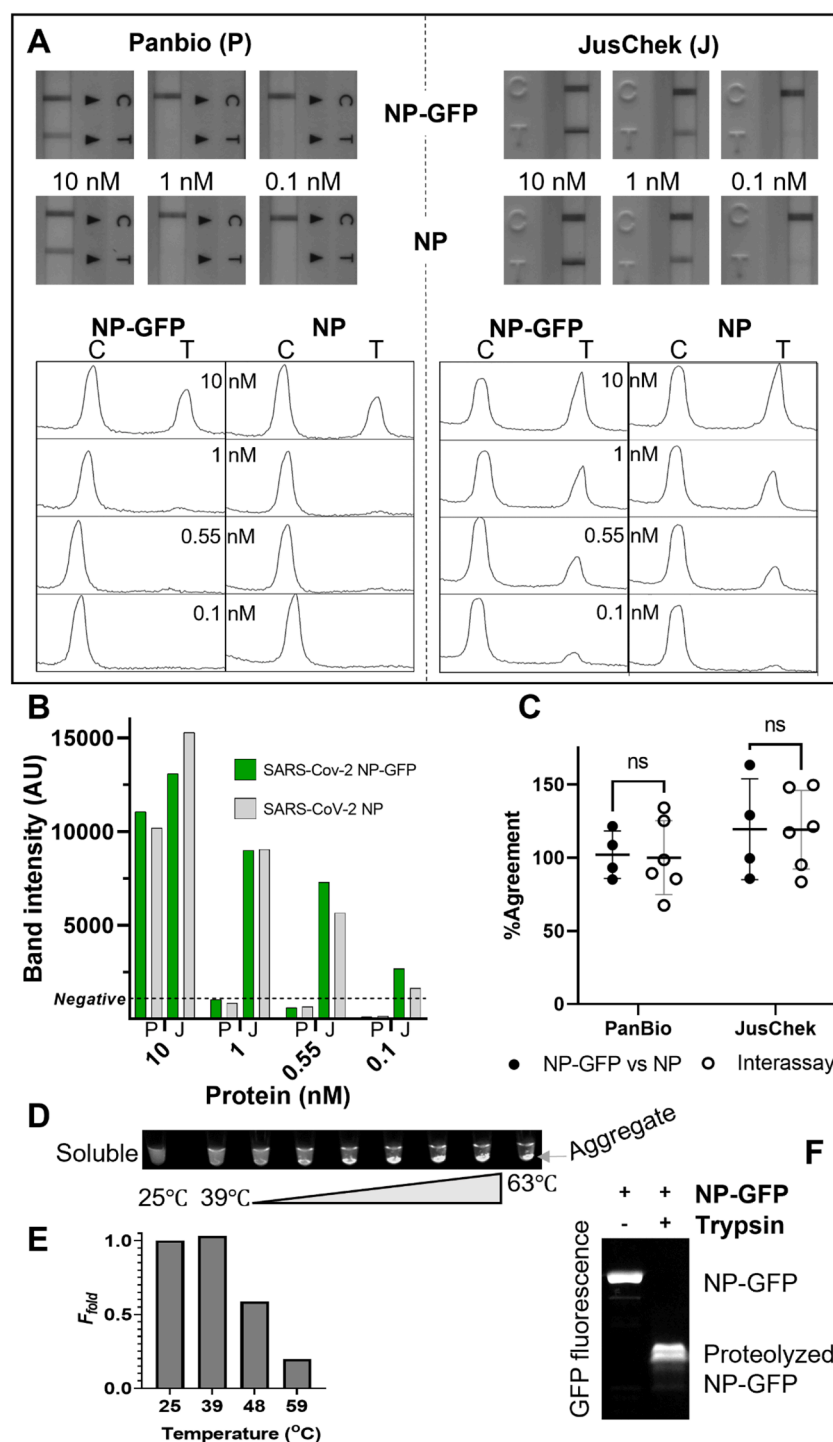 A
Panbio (P)
JusChek (J)
C T
C T
C T
NP-GFP
C T
C T
C T
10 nM
1 nM
0.1 nM
10 nM
1 nM
0.1 nM
C T
C T
C T
NP
C T
C T
C T
NP-GFP
NP
NP-GFP
NP
C T
C T
C T
C T
10 nM
1 nM
0.55 nM
0.1 nM
10 nM
1 nM
0.55 nM
0.1 nM
B
Band intensity (AU)
15000
10000
5000
Negative
SARS-Cov-2 NP-GFP
SARS-CoV-2 NP
P J P J P J P J
10 1 0.55 0.1
Protein (nM)
C
%Agreement
150
100
50
0
ns
ns
PanBio
JusChek
NP-GFP vs NP
Interassay
D
Soluble
Aggregate
25°C
39°C
63°C
E
Ffold
1.0
0.5
0.0
25 39 48 59
Temperature (°C)
F
+ + NP-GFP
- + Trypsin
GFP fluorescence
NP-GFP
Proteolyzed
NP-GFP